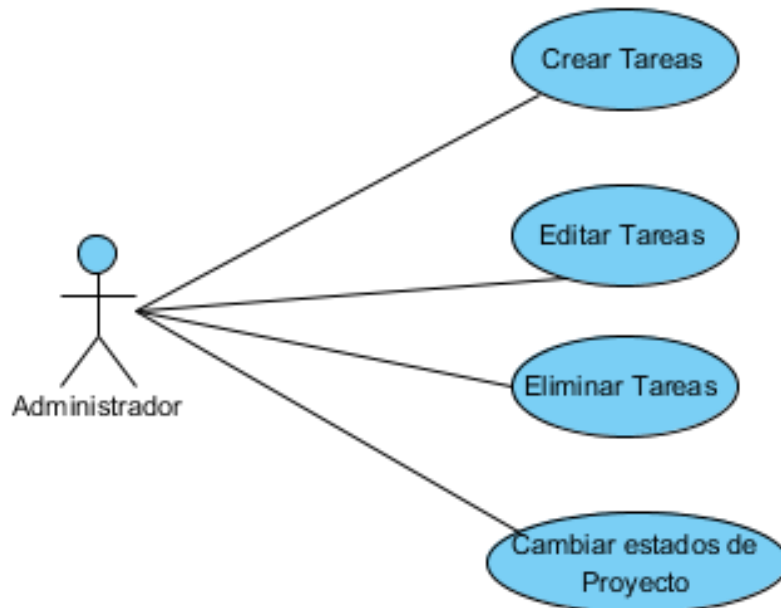 Crear Tareas
Editar Tareas
Eliminar Tareas
Administrador
Cambiar estados de
Proyecto